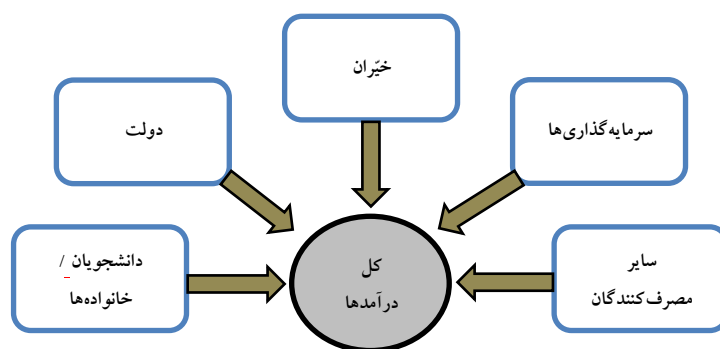 خیّران
سرمایه‌گذاری‌ها
دولت
سایر
مصرف‌کنندگان
کل
درآمدها
دانشجویان /
خانواده‌ها